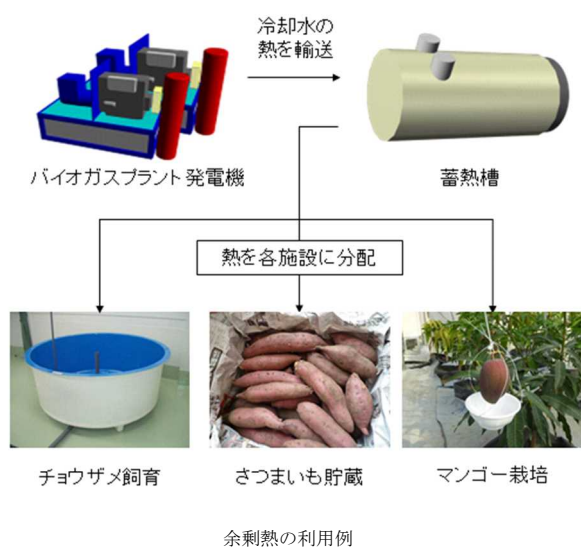 冷却水の
熱を輸送
バイオガスプラント発電機
蓄熱槽
熱を各施設に分配
チョウザメ飼育
さつまいも貯蔵
マンゴー栽培
余剰熱の利用例